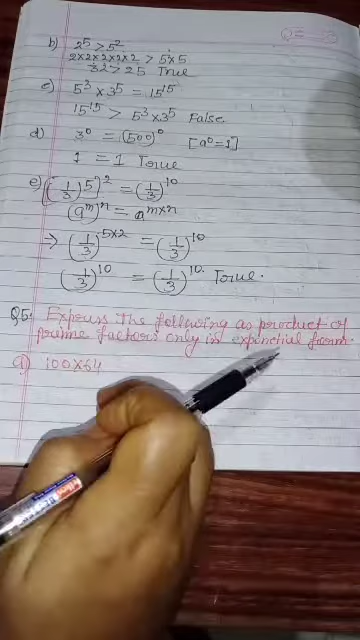 b) 2⁵ > 5²
2×2×2×2×2 > 5×5
32 > 25 True
c) 5³ × 3⁵ = 15¹⁵
15¹⁵ > 5³ × 3⁵ False
d) 3⁰ = (500)⁰ [a⁰=1]
1 = 1 True
e) [(1/3)⁵]² = (1/3)¹⁰
(aᵐ)ⁿ = aᵐˣⁿ
⇒ (1/3)⁵ˣ² = (1/3)¹⁰
(1/3)¹⁰ = (1/3)¹⁰. True.
Q5. Express the following as product of
prime factors only in expinctial form.
a) 100×64